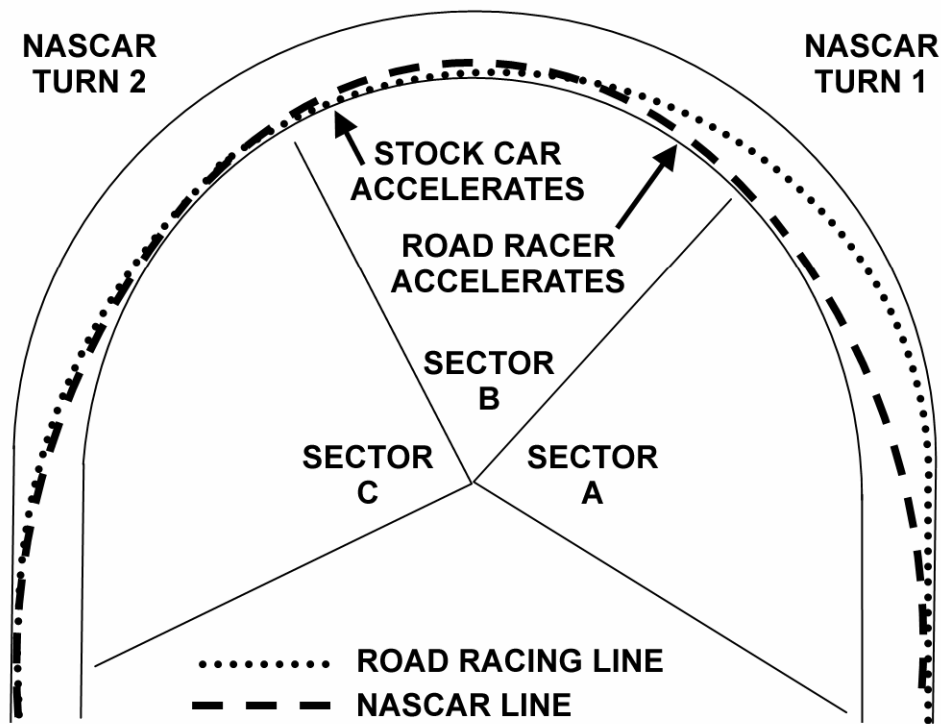 NASCAR
TURN 2
NASCAR
TURN 1
STOCK CAR
ACCELERATES
ROAD RACER
ACCELERATES
SECTOR
B
SECTOR
C
SECTOR
A
ROAD RACING LINE
NASCAR LINE